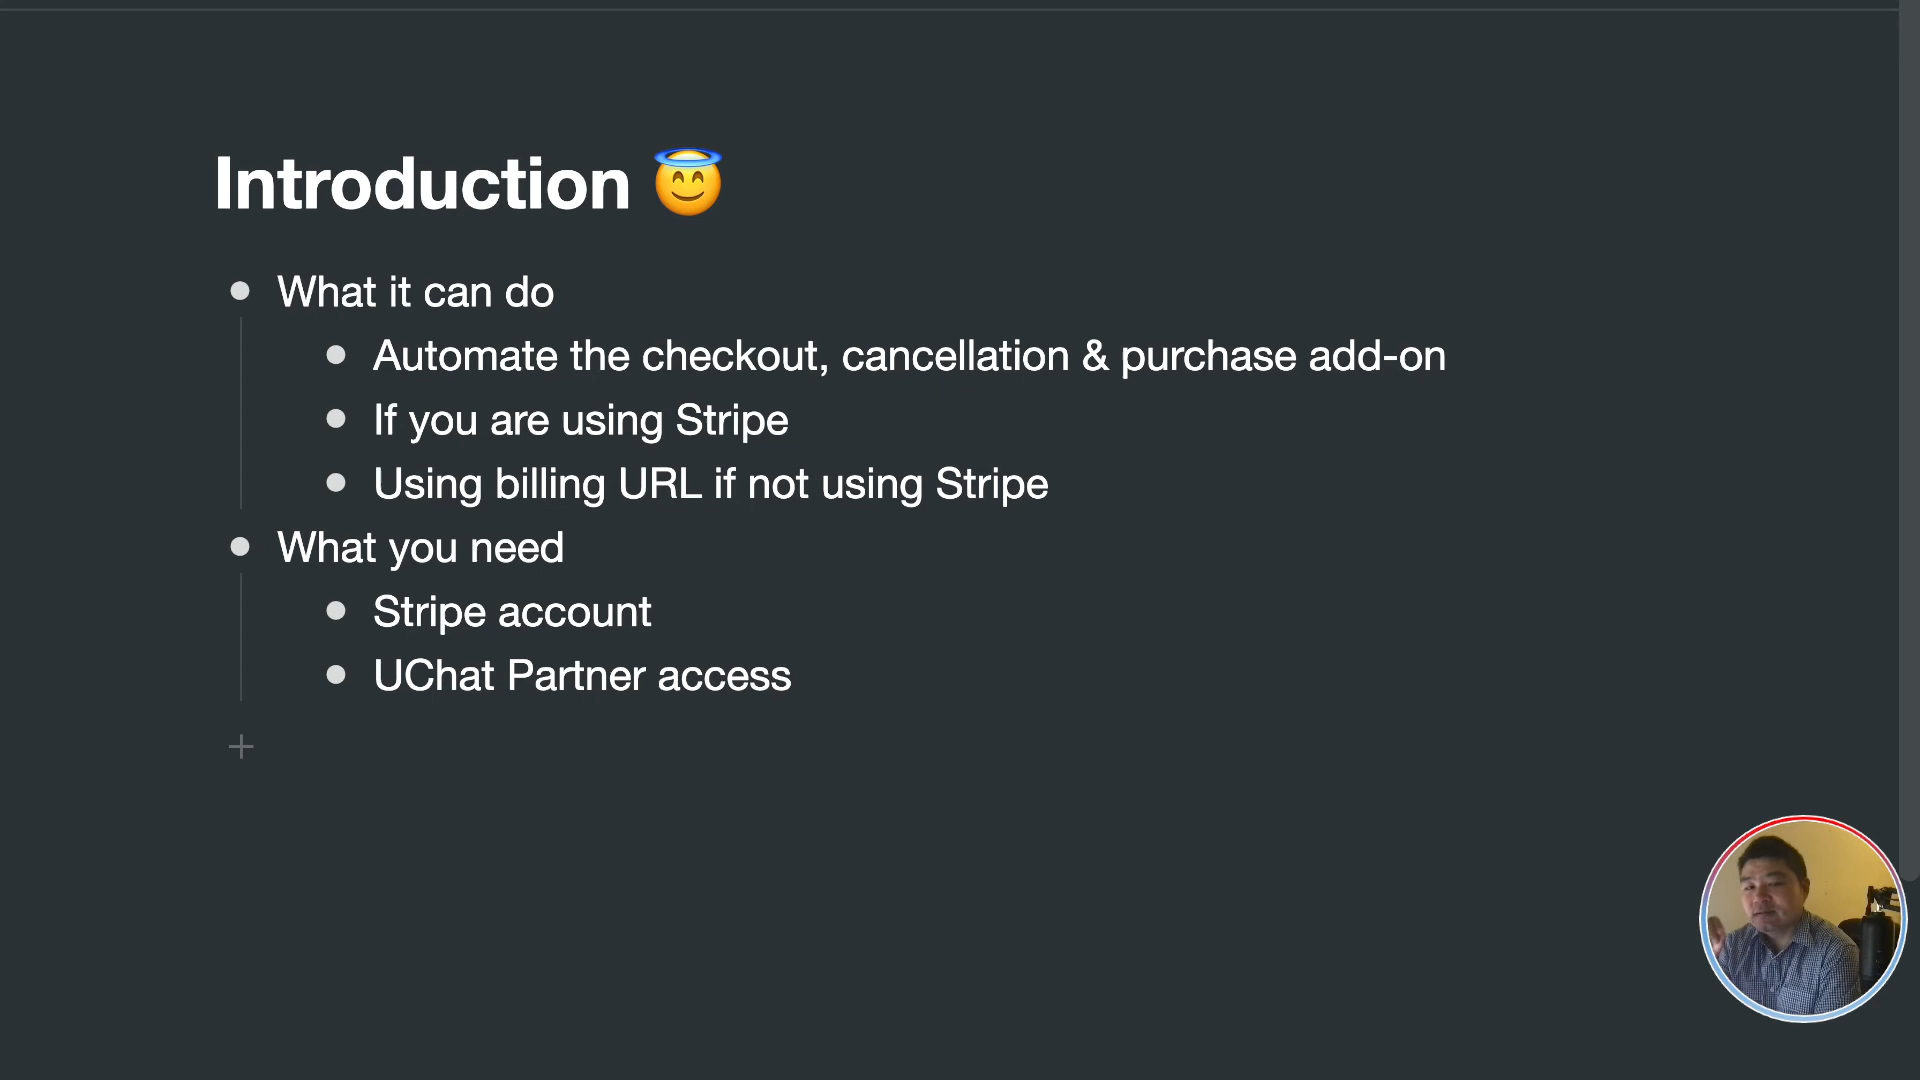 Introduction 😇
What it can do
Automate the checkout, cancellation & purchase add-on
If you are using Stripe
Using billing URL if not using Stripe
What you need
Stripe account
UChat Partner access